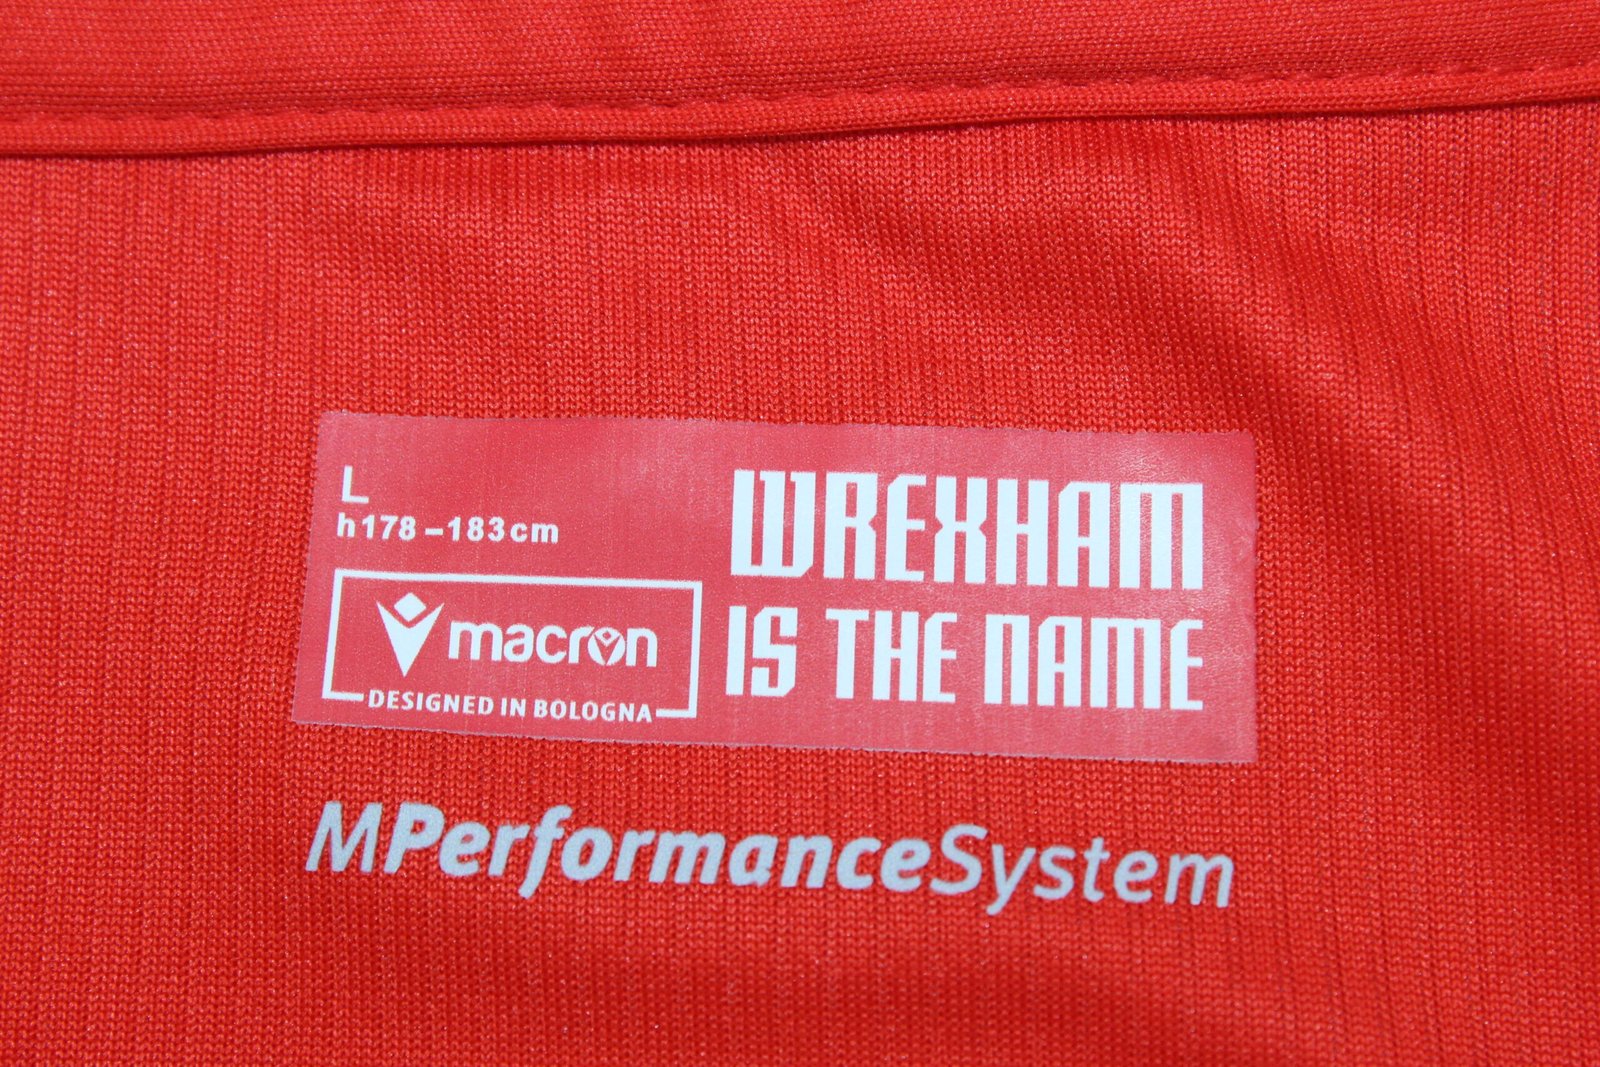 L
h178-183cm
macron
DESIGNED IN BOLOGNA
WREXHAM
IS THE NAME
MPerformanceSystem